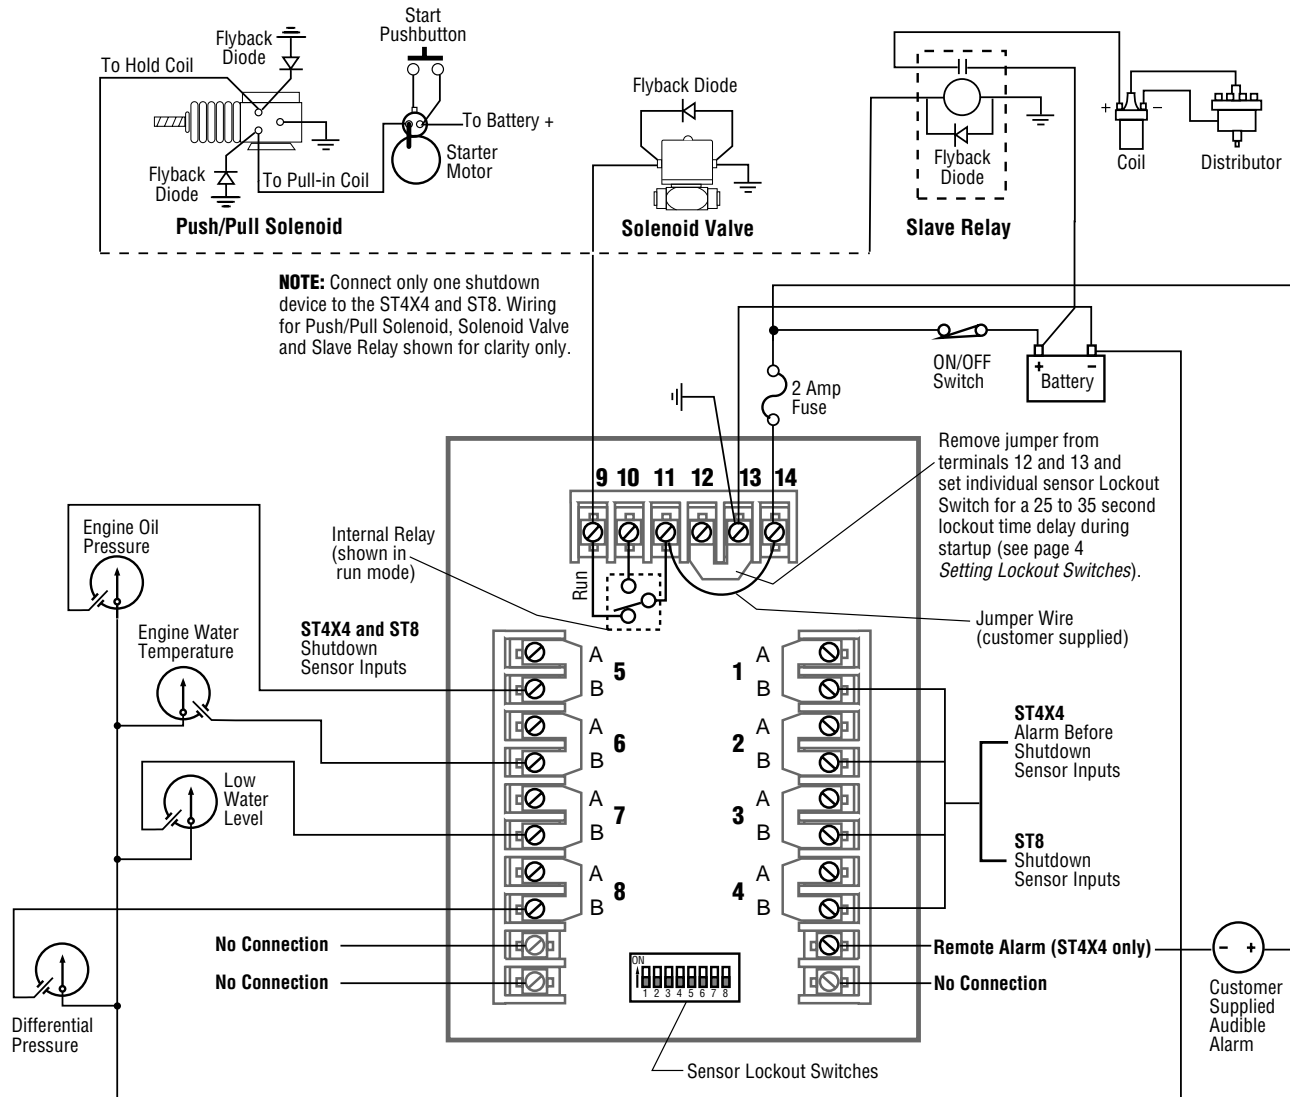 Start
Pushbutton
Flyback
Diode
To Hold Coil
To Battery +
Starter
Motor
Flyback
Diode
To Pull-in Coil
Push/Pull Solenoid
Flyback Diode
Solenoid Valve
Flyback
Diode
Slave Relay
+ −
Coil
Distributor
NOTE: Connect only one shutdown
device to the ST4X4 and ST8. Wiring
for Push/Pull Solenoid, Solenoid Valve
and Slave Relay shown for clarity only.
ON/OFF
Switch
+ −
Battery
2 Amp
Fuse
Remove jumper from
terminals 12 and 13 and
set individual sensor Lockout
Switch for a 25 to 35 second
lockout time delay during
startup (see page 4
Setting Lockout Switches).
9 10 11 12 13 14
Internal Relay
(shown in
run mode)
Run
Jumper Wire
(customer supplied)
Engine Oil
Pressure
Engine Water
Temperature
Low
Water
Level
Differential
Pressure
ST4X4 and ST8
Shutdown
Sensor Inputs
A
5
B
A
6
B
A
7
B
A
8
B
A
1
B
A
2
B
A
3
B
A
4
B
ST4X4
Alarm Before
Shutdown
Sensor Inputs
ST8
Shutdown
Sensor Inputs
No Connection
No Connection
Remote Alarm (ST4X4 only)
No Connection
− +
Customer
Supplied
Audible
Alarm
ON
1 2 3 4 5 6 7 8
Sensor Lockout Switches